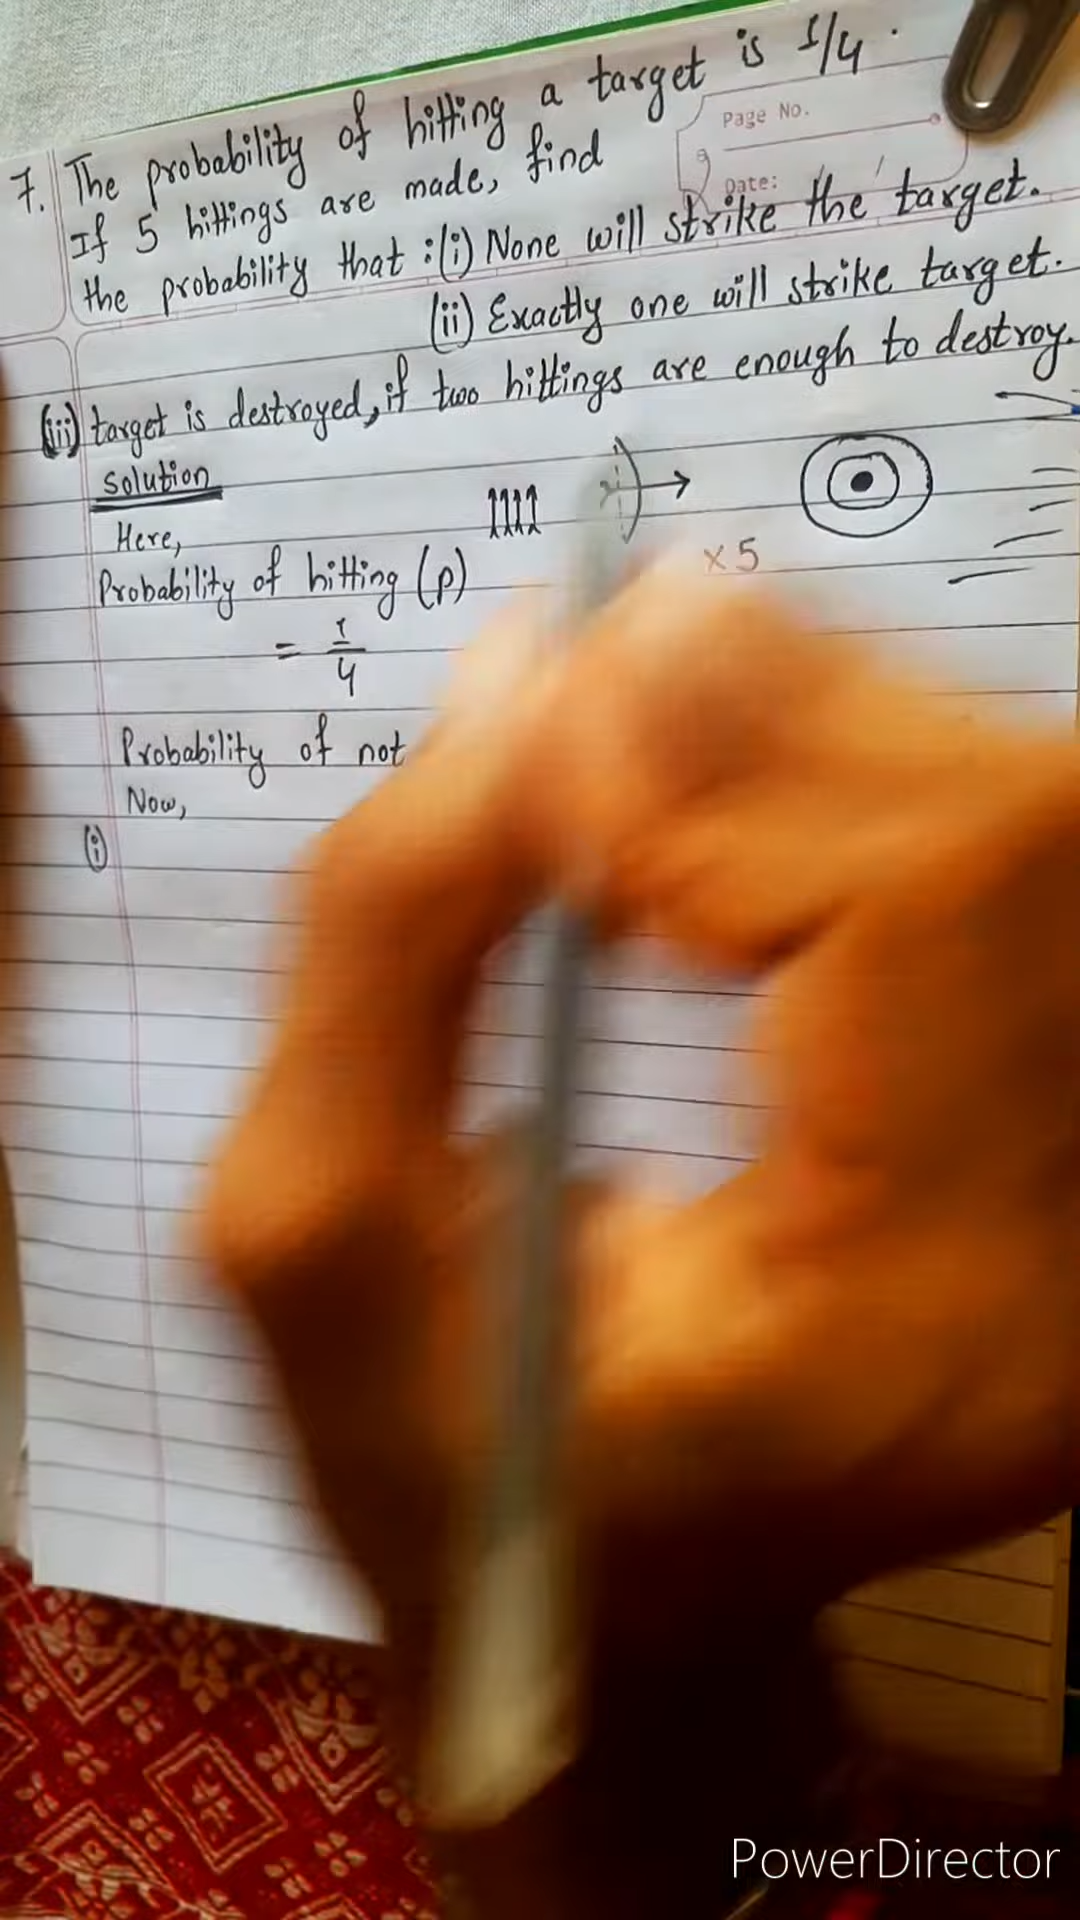 7. The probability of hitting a target is 1/4.
Page No.
If 5 hittings are made, find
Date:
the probability that : (i) None will strike the target.
(ii) Exactly one will strike target.
(iii) target is destroyed, if two hittings are enough to destroy.
Solution
Here,
× 5
Probability of hitting (p)
= 1/4
Probability of not
Now,
(i)
PowerDirector